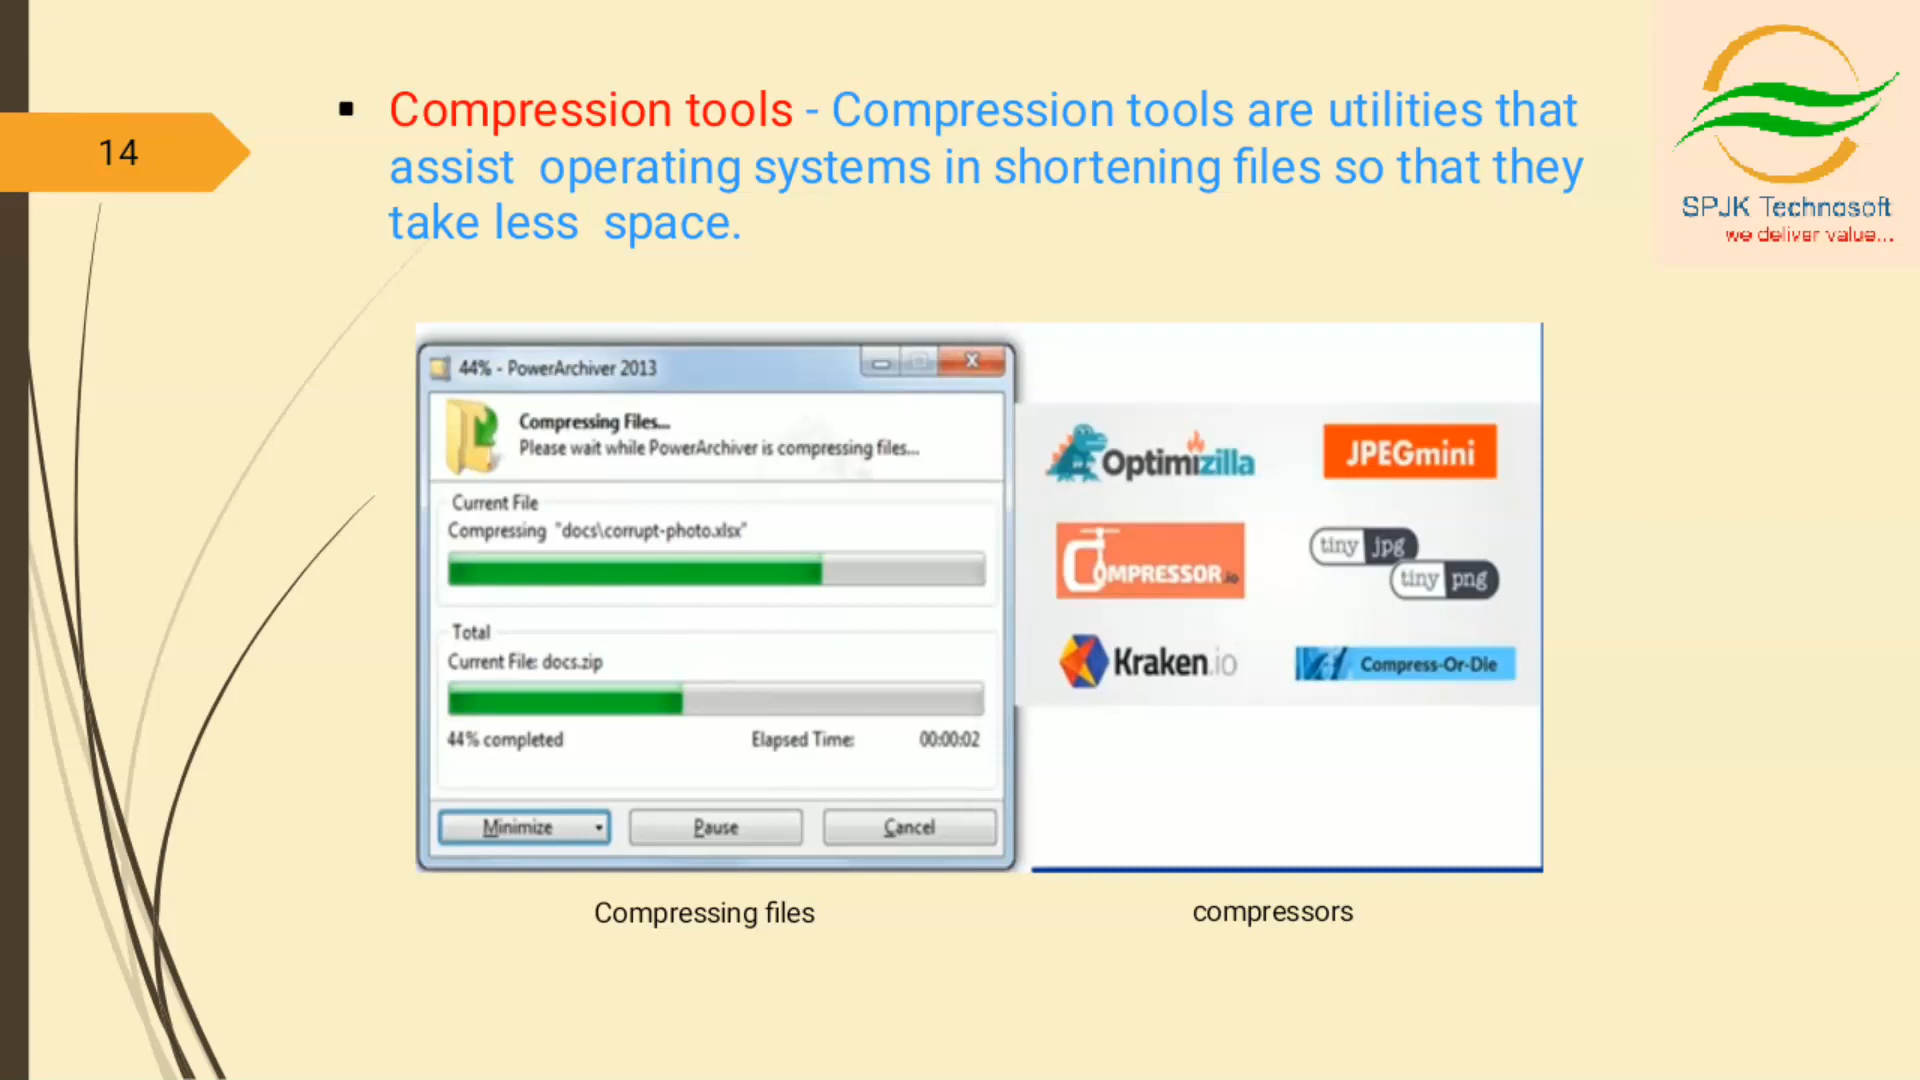 14
▪ Compression tools - Compression tools are utilities that
assist operating systems in shortening files so that they
take less space.
SPJK Technosoft
we deliver value...
44% - PowerArchiver 2013
Compressing Files...
Please wait while PowerArchiver is compressing files...
Current File
Compressing "docs\corrupt-photo.xlsx"
Total
Current File: docs.zip
44% completed Elapsed Time: 00:00:02
Minimize Pause Cancel
Optimizilla JPEGmini
COMPRESSOR.io tiny jpg
tiny png
Kraken.io Compress-Or-Die
Compressing files compressors